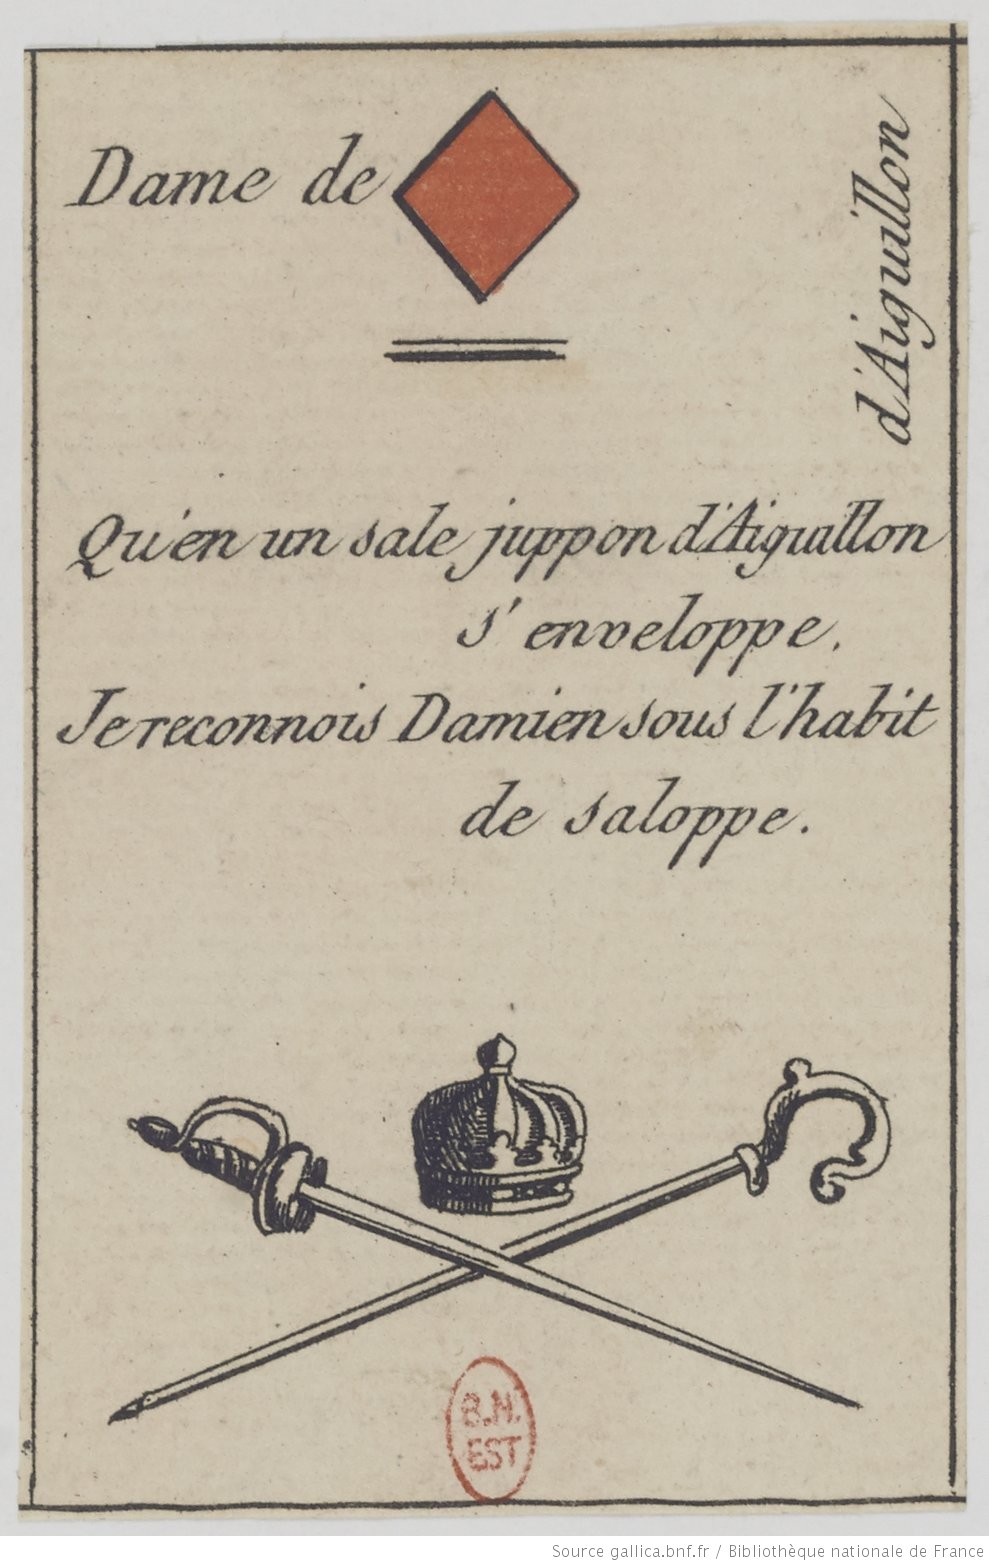 Dame de
d'Aiguillon
Qu'en un sale juppon d'Aiguillon
s' enveloppe.
Je reconnois Damien sous l'habit
de saloppe.
B.N.
EST
Source gallica.bnf.fr / Bibliothèque nationale de France